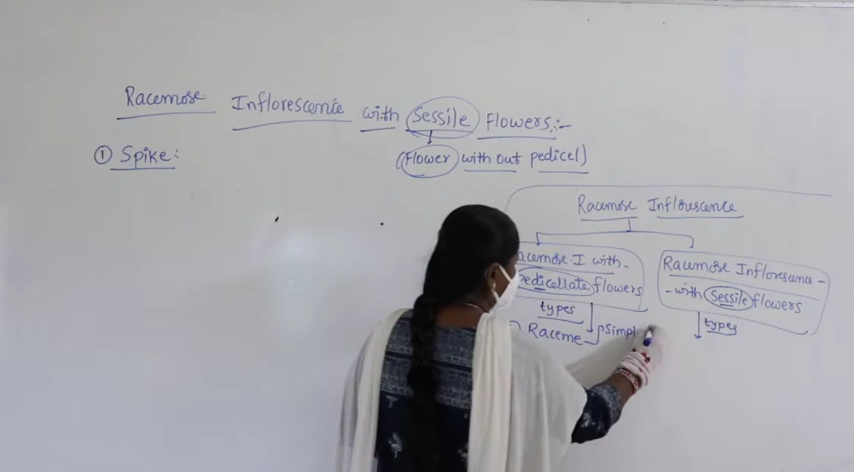 Racemose Inflorescence with Sessile Flowers:-
① Spike: (Flower with out pedicel)
Racemose Inflorescence
Racemose I with-
Pedicellate flowers
types
Raceme
Racemose Inflorescence-
-with Sessile flowers
types